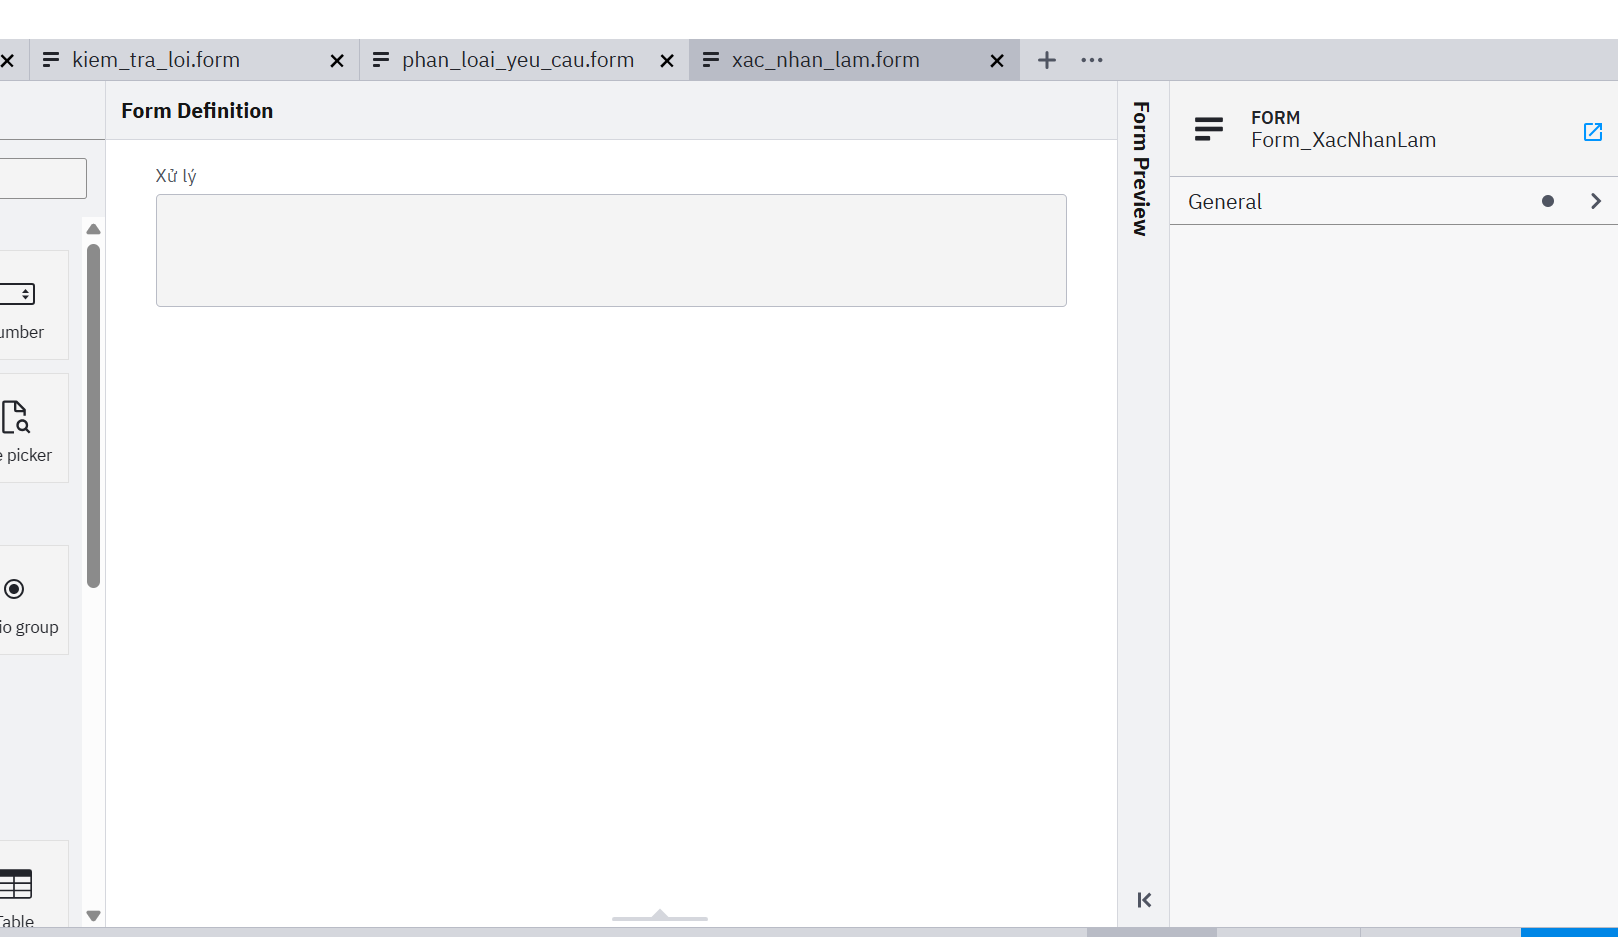 kiem_tra_loi.form
phan_loai_yeu_cau.form
xac_nhan_lam.form
Form Definition
Form Preview
FORM
Form_XacNhanLam
General
Xử lý
umber
e picker
io group
Table